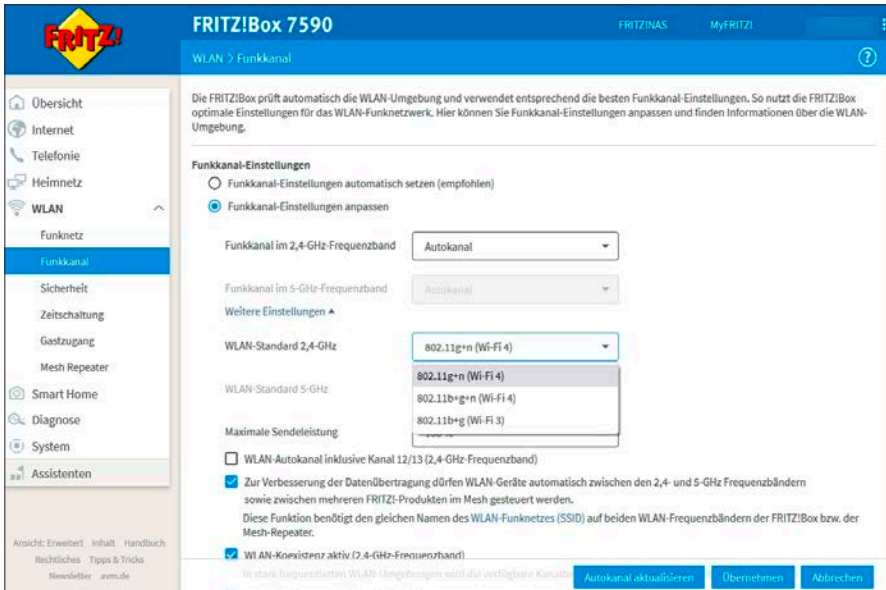 FRITZ!
FRITZ!Box 7590
FRITZ!NAS
MyFRITZ!
WLAN > Funkkanal
?
Übersicht
Internet
Telefonie
Heimnetz
WLAN
Funknetz
Funkkanal
Sicherheit
Zeitschaltung
Gastzugang
Mesh Repeater
Smart Home
Diagnose
System
Assistenten
Ansicht: Erweitert Inhalt Handbuch
Rechtliches Tipps & Tricks
Newsletter avm.de
Die FRITZ!Box prüft automatisch die WLAN-Umgebung und verwendet entsprechend die besten Funkkanal-Einstellungen. So nutzt die FRITZ!Box
optimale Einstellungen für das WLAN-Funknetzwerk. Hier können Sie Funkkanal-Einstellungen anpassen und finden Informationen über die WLAN-
Umgebung.
Funkkanal-Einstellungen
Funkkanal-Einstellungen automatisch setzen (empfohlen)
Funkkanal-Einstellungen anpassen
Funkkanal im 2,4-GHz-Frequenzband
Autokanal
Funkkanal im 5-GHz-Frequenzband
Autokanal
Weitere Einstellungen
WLAN-Standard 2,4-GHz
802.11g+n (Wi-Fi 4)
802.11g+n (Wi-Fi 4)
802.11b+g+n (Wi-Fi 4)
802.11b+g (Wi-Fi 3)
WLAN-Standard 5-GHz
Maximale Sendeleistung
WLAN-Autokanal inklusive Kanal 12/13 (2,4-GHz-Frequenzband)
Zur Verbesserung der Datenübertragung dürfen WLAN-Geräte automatisch zwischen den 2,4- und 5-GHz Frequenzbändern
sowie zwischen mehreren FRITZ!-Produkten im Mesh gesteuert werden.
Diese Funktion benötigt den gleichen Namen des WLAN-Funknetzes (SSID) auf beiden WLAN-Frequenzbändern der FRITZ!Box bzw. der
Mesh-Repeater.
WLAN-Koexistenz aktiv (2,4-GHz-Frequenzband)
In stark frequentierten WLAN-Umgebungen wird die verfügbare
Autokanal aktualisieren
Übernehmen
Abbrechen